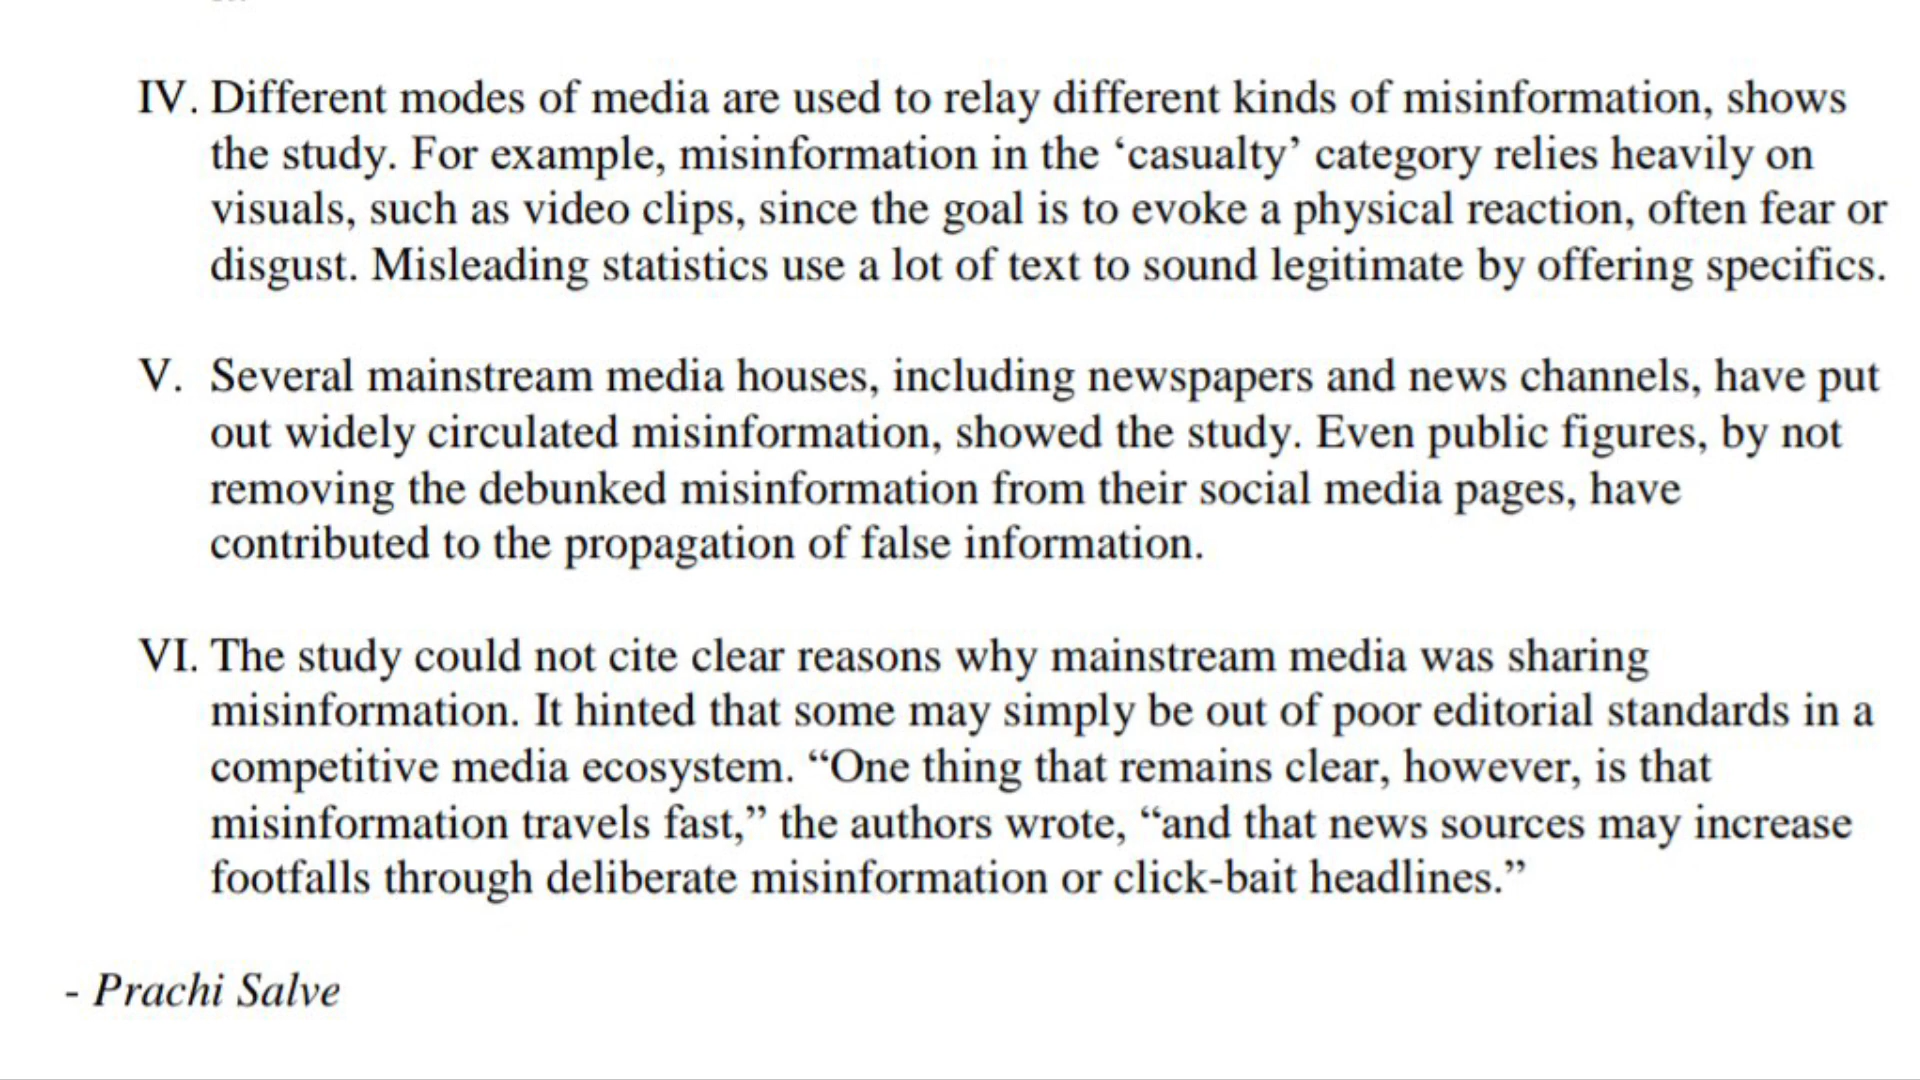 IV. Different modes of media are used to relay different kinds of misinformation, shows
the study. For example, misinformation in the ‘casualty’ category relies heavily on
visuals, such as video clips, since the goal is to evoke a physical reaction, often fear or
disgust. Misleading statistics use a lot of text to sound legitimate by offering specifics.
V. Several mainstream media houses, including newspapers and news channels, have put
out widely circulated misinformation, showed the study. Even public figures, by not
removing the debunked misinformation from their social media pages, have
contributed to the propagation of false information.
VI. The study could not cite clear reasons why mainstream media was sharing
misinformation. It hinted that some may simply be out of poor editorial standards in a
competitive media ecosystem. “One thing that remains clear, however, is that
misinformation travels fast,” the authors wrote, “and that news sources may increase
footfalls through deliberate misinformation or click-bait headlines.”
- Prachi Salve